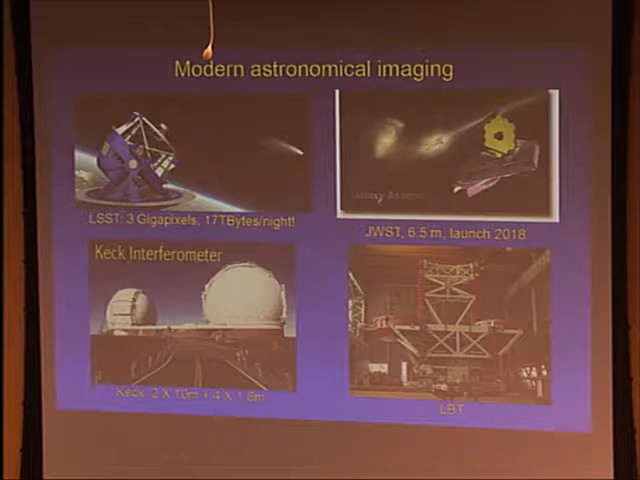 Modern astronomical imaging
LSST: 3 Gigapixels, 17TBytes/night!
Galaxy
JWST, 6.5 m, launch 2018
Keck Interferometer
Keck: 2 X 10m + 4 X 1.8m
LBT